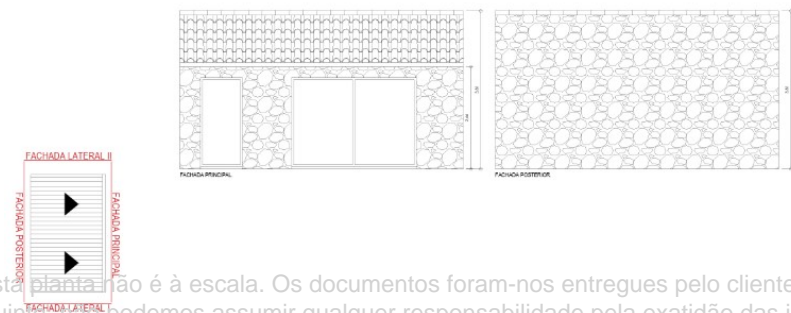 FACHADA PRINCIPAL
FACHADA POSTERIOR
FACHADA LATERAL II
FACHADA POSTERIOR
FACHADA PRINCIPAL
FACHADA LATERAL
sta planta não é à escala. Os documentos foram-nos entregues pelo cliente
podemos assumir qualquer responsabilidade pela exatidão das i